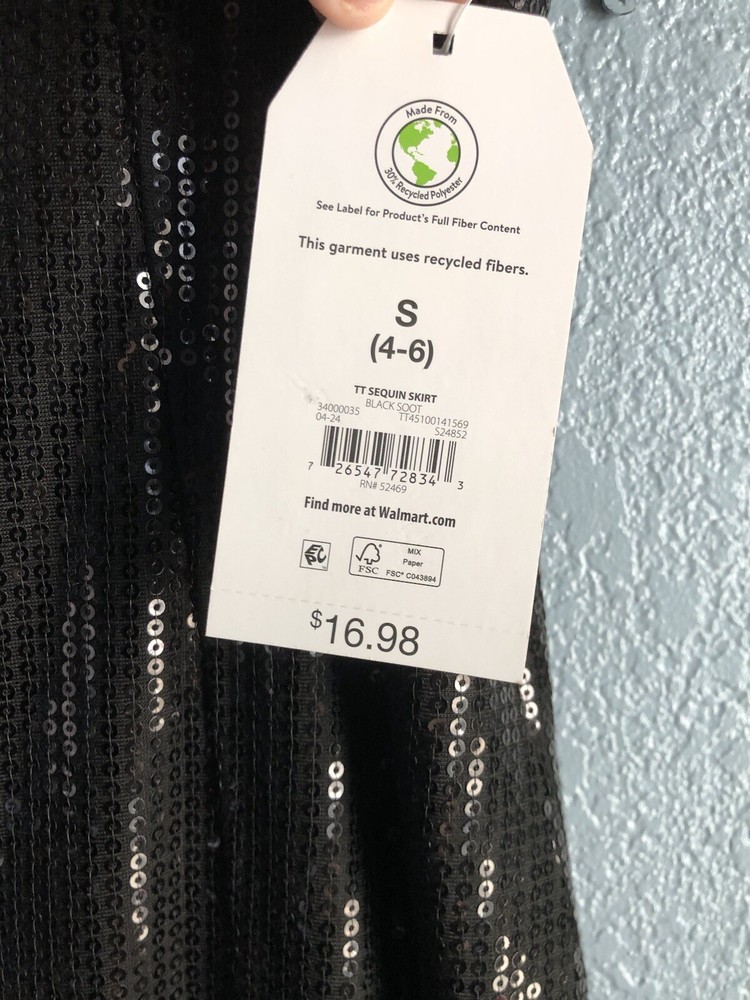 Made From
30% Recycled Polyester
See Label for Product's Full Fiber Content
This garment uses recycled fibers.
S
(4-6)
TT SEQUIN SKIRT
BLACK SOOT
34000035 TT45100141569
04-24 S24852
7 26547 72834 3
RN# 52469
Find more at Walmart.com
MIX
Paper
FSC FSC® C043894
$16.98